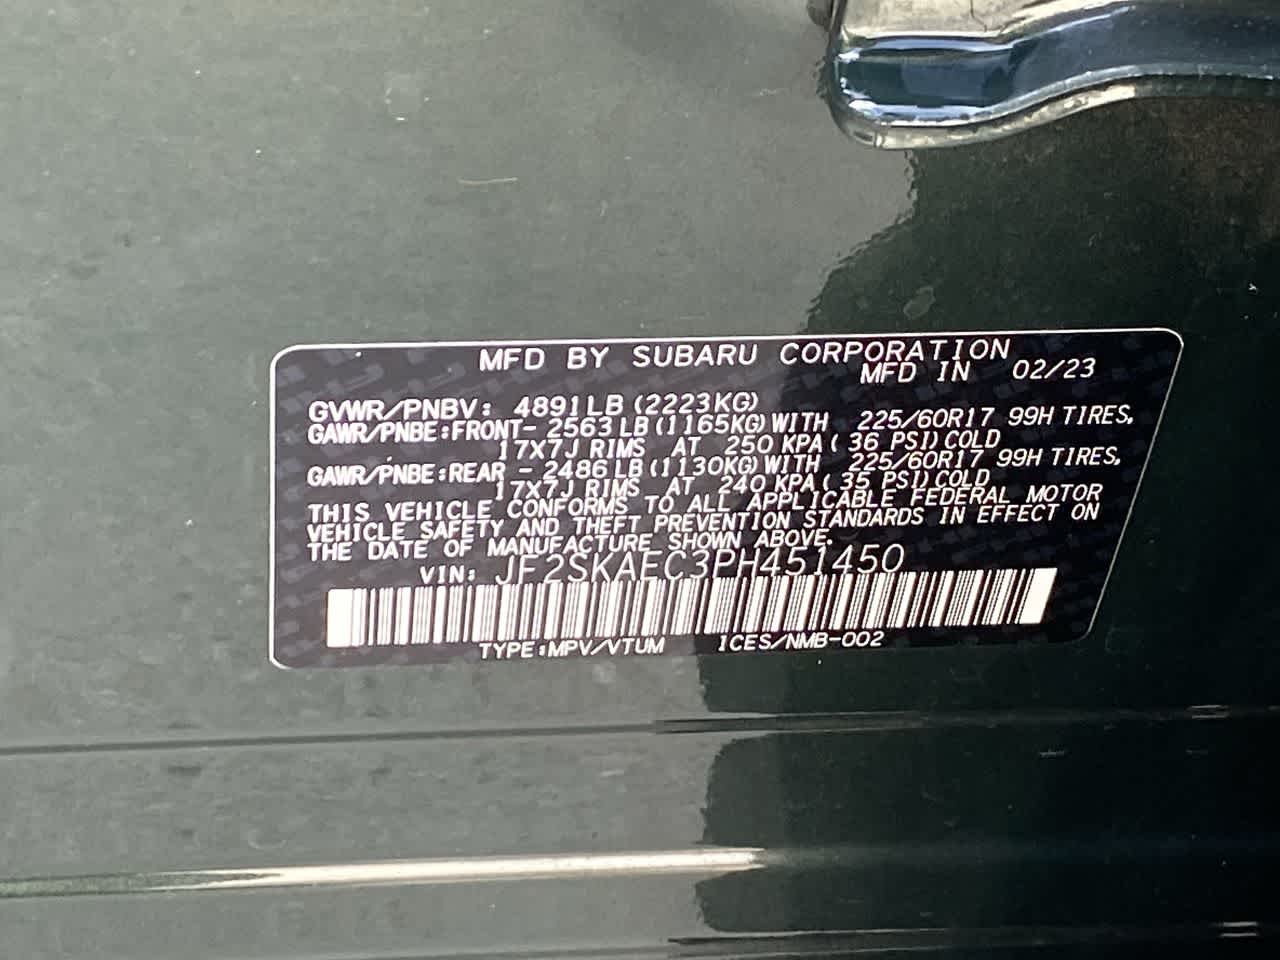 MFD BY SUBARU CORPORATION
MFD IN 02/23
GVWR/PNBV: 4891LB (2223KG)
GAWR/PNBE:FRONT- 2563LB(1165KG)WITH 225/60R17 99H TIRES,
17X7J RIMS AT 250 KPA( 36 PSI)COLD
GAWR/PNBE:REAR - 2486LB(1130KG)WITH 225/60R17 99H TIRES,
17X7J RIMS AT 240 KPA( 35 PSI)COLD
THIS VEHICLE CONFORMS TO ALL APPLICABLE FEDERAL MOTOR
VEHICLE SAFETY AND THEFT PREVENTION STANDARDS IN EFFECT ON
THE DATE OF MANUFACTURE SHOWN ABOVE.
VIN: JF2SKAEC3PH451450
TYPE:MPV/VTUM ICES/NMB-002